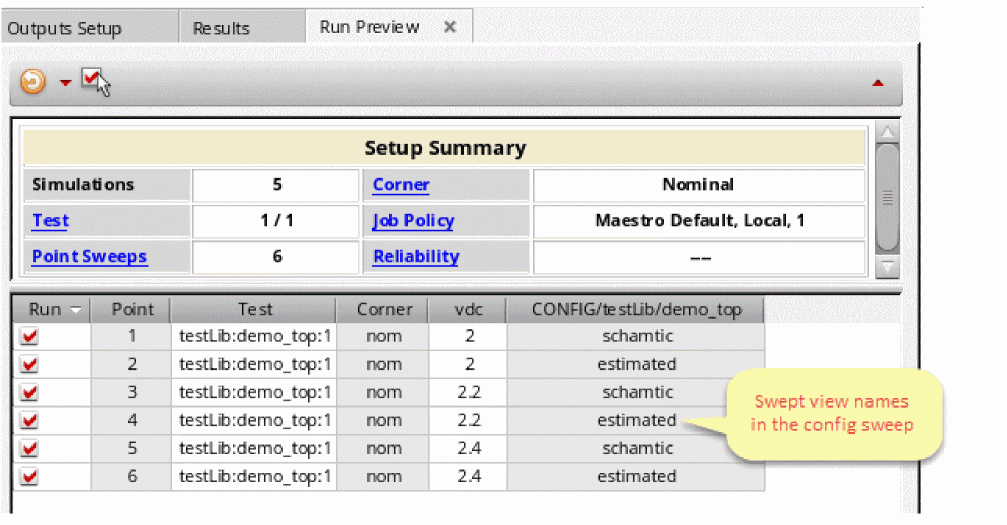 Outputs Setup Results Run Preview ×
Setup Summary
Simulations 5 Corner Nominal
Test 1 / 1 Job Policy Maestro Default, Local, 1
Point Sweeps 6 Reliability --
Run Point Test Corner vdc CONFIG/testLib/demo_top
1 testLib:demo_top:1 nom 2 schamtic
2 testLib:demo_top:1 nom 2 estimated
3 testLib:demo_top:1 nom 2.2 schamtic
4 testLib:demo_top:1 nom 2.2 estimated
5 testLib:demo_top:1 nom 2.4 schamtic
6 testLib:demo_top:1 nom 2.4 estimated
Swept view names
in the config sweep